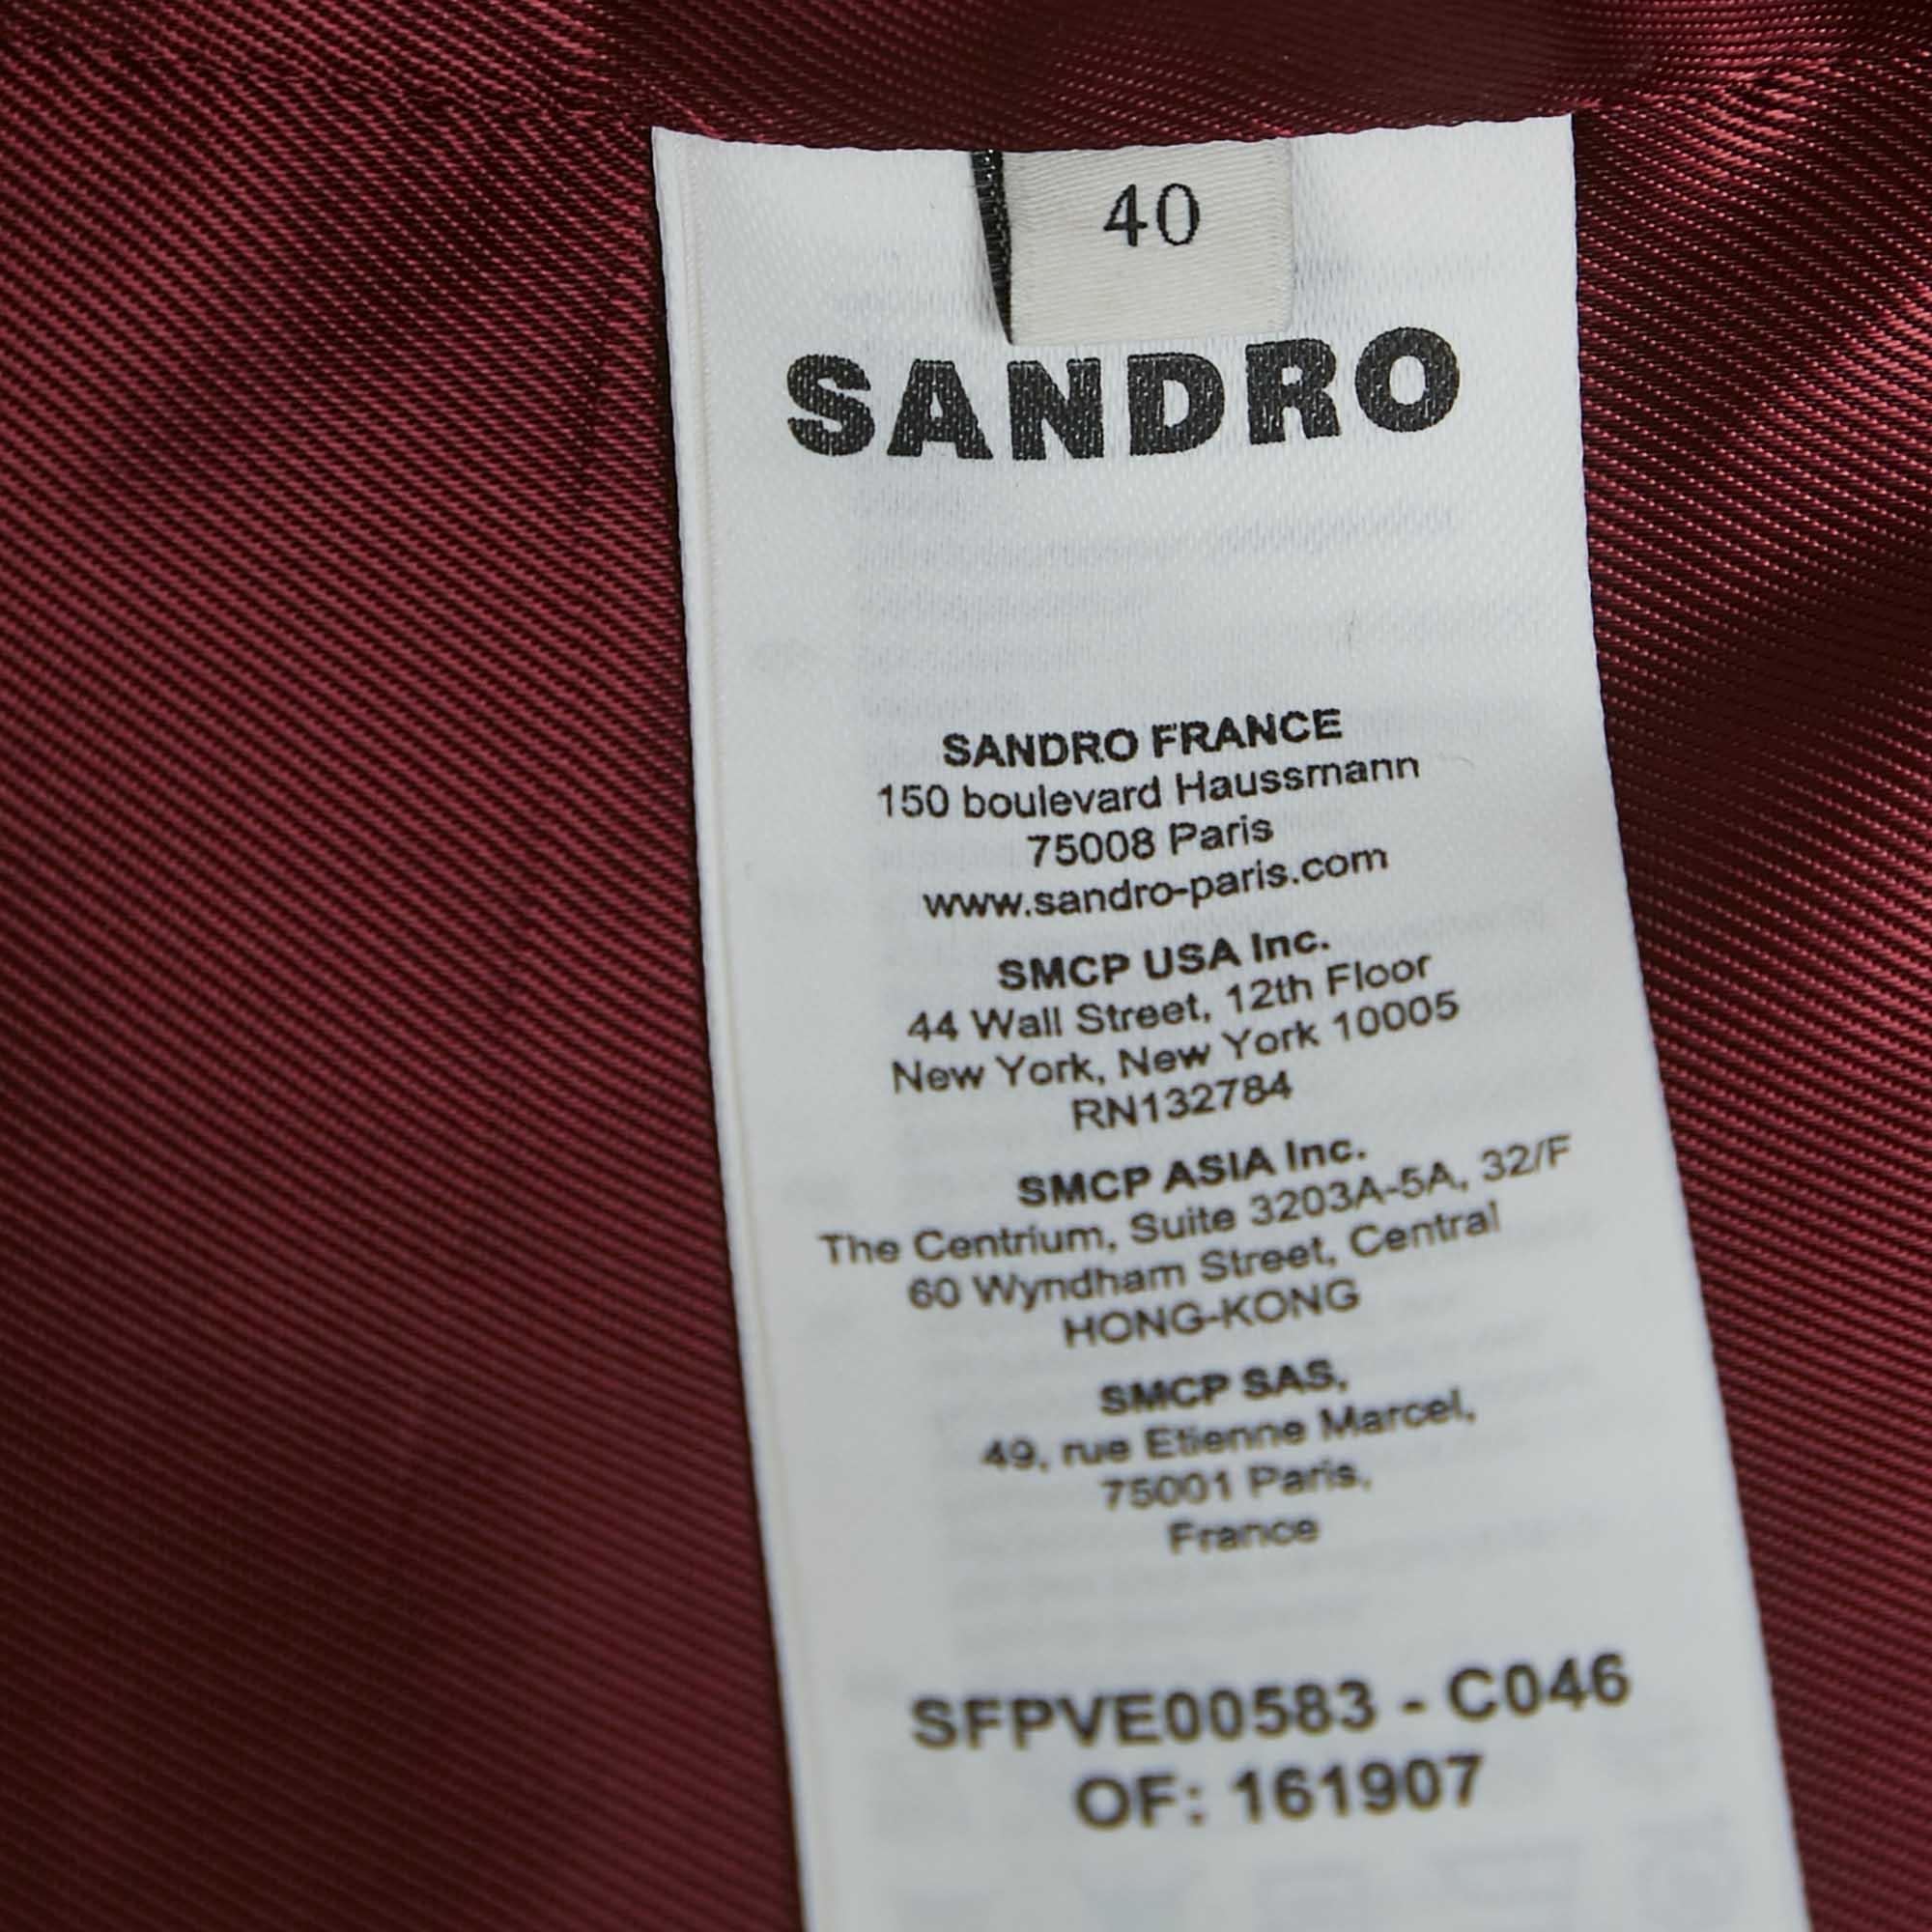 40
SANDRO
SANDRO FRANCE
150 boulevard Haussmann
75008 Paris
www.sandro-paris.com
SMCP USA Inc.
44 Wall Street, 12th Floor
New York, New York 10005
RN132784
SMCP ASIA Inc.
The Centrium, Suite 3203A-5A, 32/F
60 Wyndham Street, Central
HONG-KONG
SMCP SAS,
49, rue Etienne Marcel,
75001 Paris,
France
SFPVE00583 - C046
OF: 161907